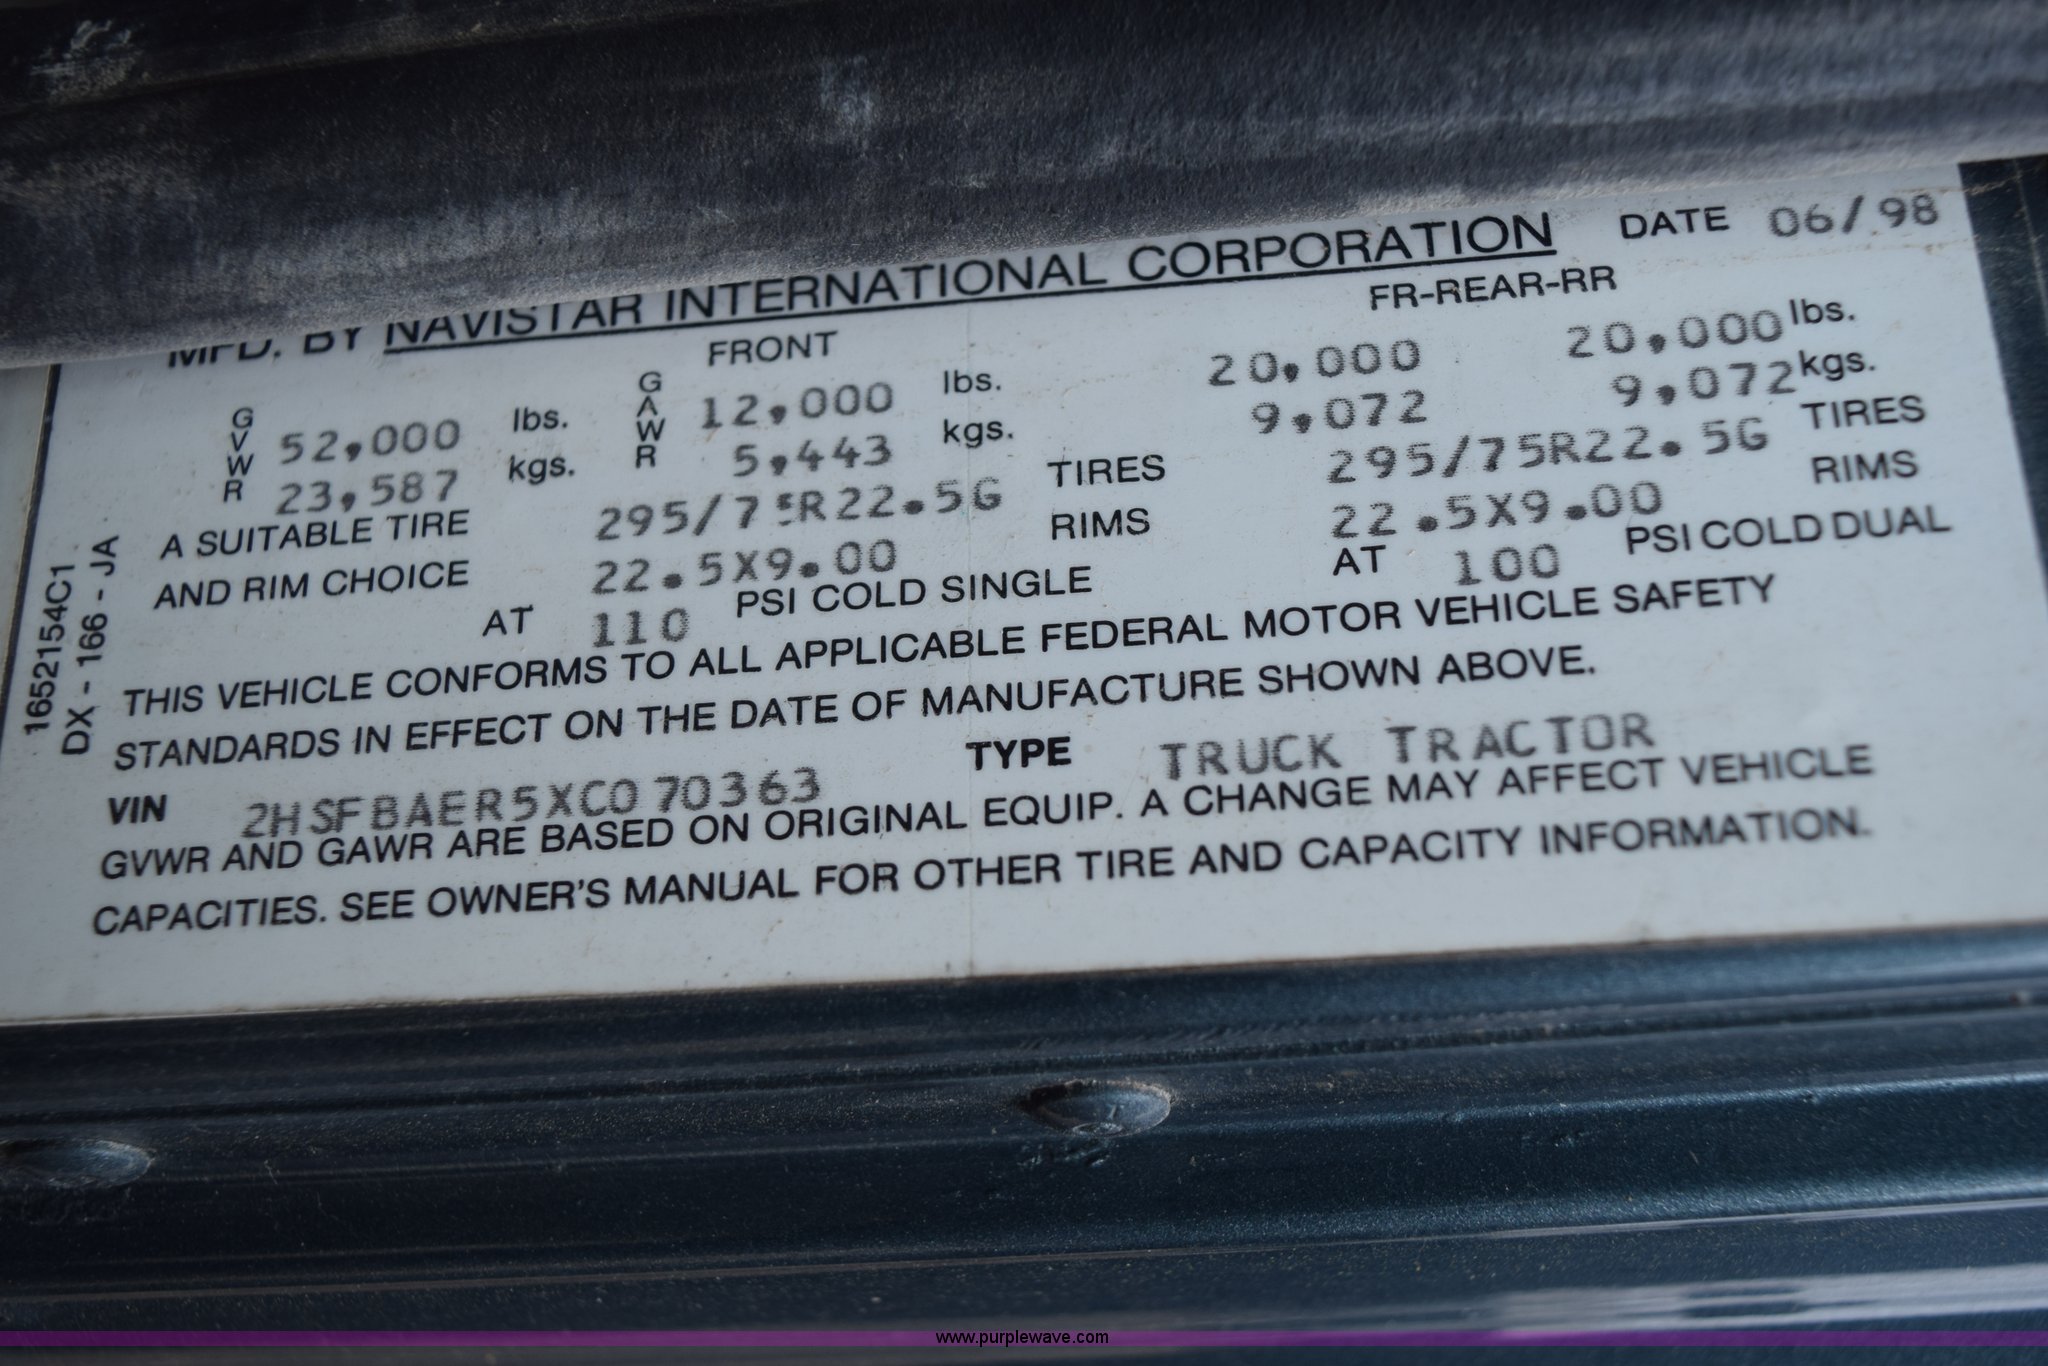 MFD. BY NAVISTAR INTERNATIONAL CORPORATION DATE 06/98
FRONT FR-REAR-RR
GVWR 52,000 lbs. GAWR 12,000 lbs. 20,000 20,000 lbs.
23,587 kgs. 5,443 kgs. 9,072 9,072 kgs.
A SUITABLE TIRE 295/75R22.5G TIRES 295/75R22.5G TIRES
AND RIM CHOICE 22.5X9.00 RIMS 22.5X9.00 RIMS
AT 110 PSI COLD SINGLE AT 100 PSI COLD DUAL
THIS VEHICLE CONFORMS TO ALL APPLICABLE FEDERAL MOTOR VEHICLE SAFETY
STANDARDS IN EFFECT ON THE DATE OF MANUFACTURE SHOWN ABOVE.
VIN 2HSFBAER5XC070363 TYPE TRUCK TRACTOR
GVWR AND GAWR ARE BASED ON ORIGINAL EQUIP. A CHANGE MAY AFFECT VEHICLE
CAPACITIES. SEE OWNER'S MANUAL FOR OTHER TIRE AND CAPACITY INFORMATION.
1652154C1
DX - 166 - JA
www.purplewave.com